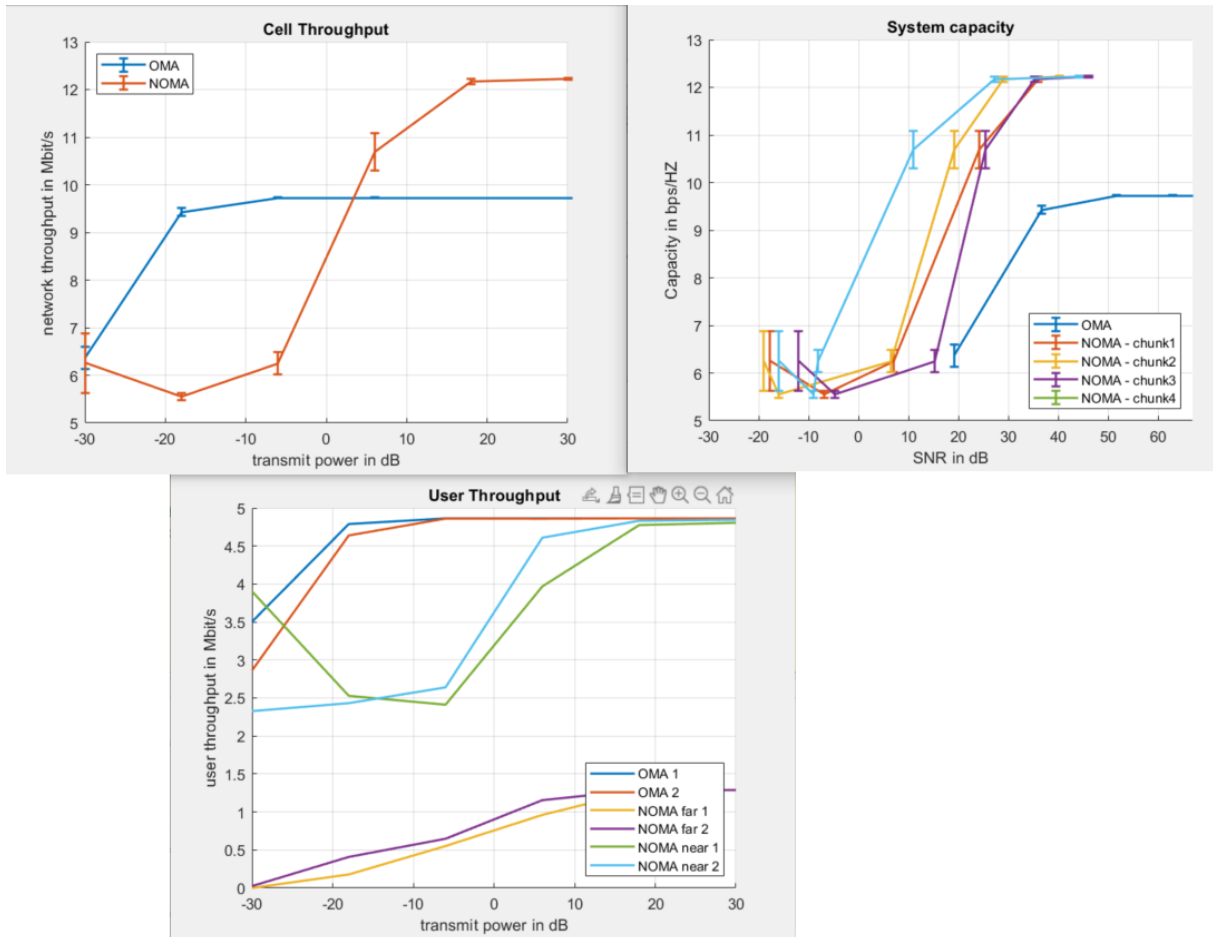 Cell Throughput
13
12
11
10
9
8
7
6
5
network throughput in Mbit/s
OMA
NOMA
-30
-20
-10
0
10
20
30
transmit power in dB
System capacity
13
12
11
10
9
8
7
6
5
Capacity in bps/HZ
OMA
NOMA - chunk1
NOMA - chunk2
NOMA - chunk3
NOMA - chunk4
-30
-20
-10
0
10
20
30
40
50
60
SNR in dB
User Throughput
5
4.5
4
3.5
3
2.5
2
1.5
1
0.5
0
user throughput in Mbit/s
OMA 1
OMA 2
NOMA far 1
NOMA far 2
NOMA near 1
NOMA near 2
-30
-20
-10
0
10
20
30
transmit power in dB